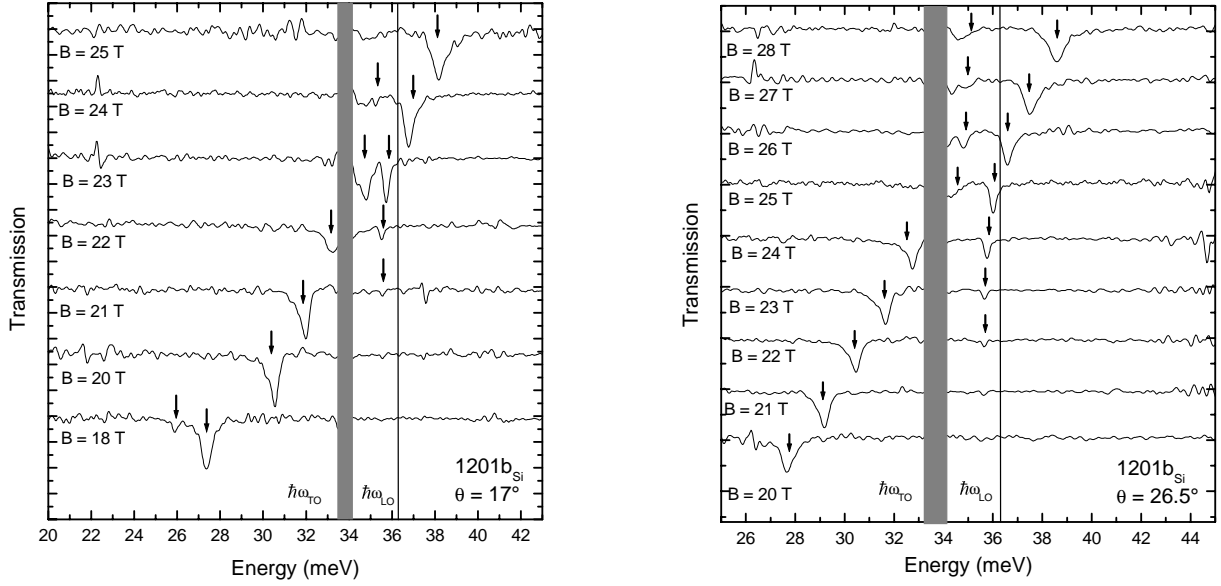 Transmission
B = 25 T
B = 24 T
B = 23 T
B = 22 T
B = 21 T
B = 20 T
B = 18 T
ħω_TO
ħω_LO
1201b_Si
θ = 17°
20 22 24 26 28 30 32 34 36 38 40 42
Energy (meV)
Transmission
B = 28 T
B = 27 T
B = 26 T
B = 25 T
B = 24 T
B = 23 T
B = 22 T
B = 21 T
B = 20 T
ħω_TO
ħω_LO
1201b_Si
θ = 26.5°
26 28 30 32 34 36 38 40 42 44
Energy (meV)